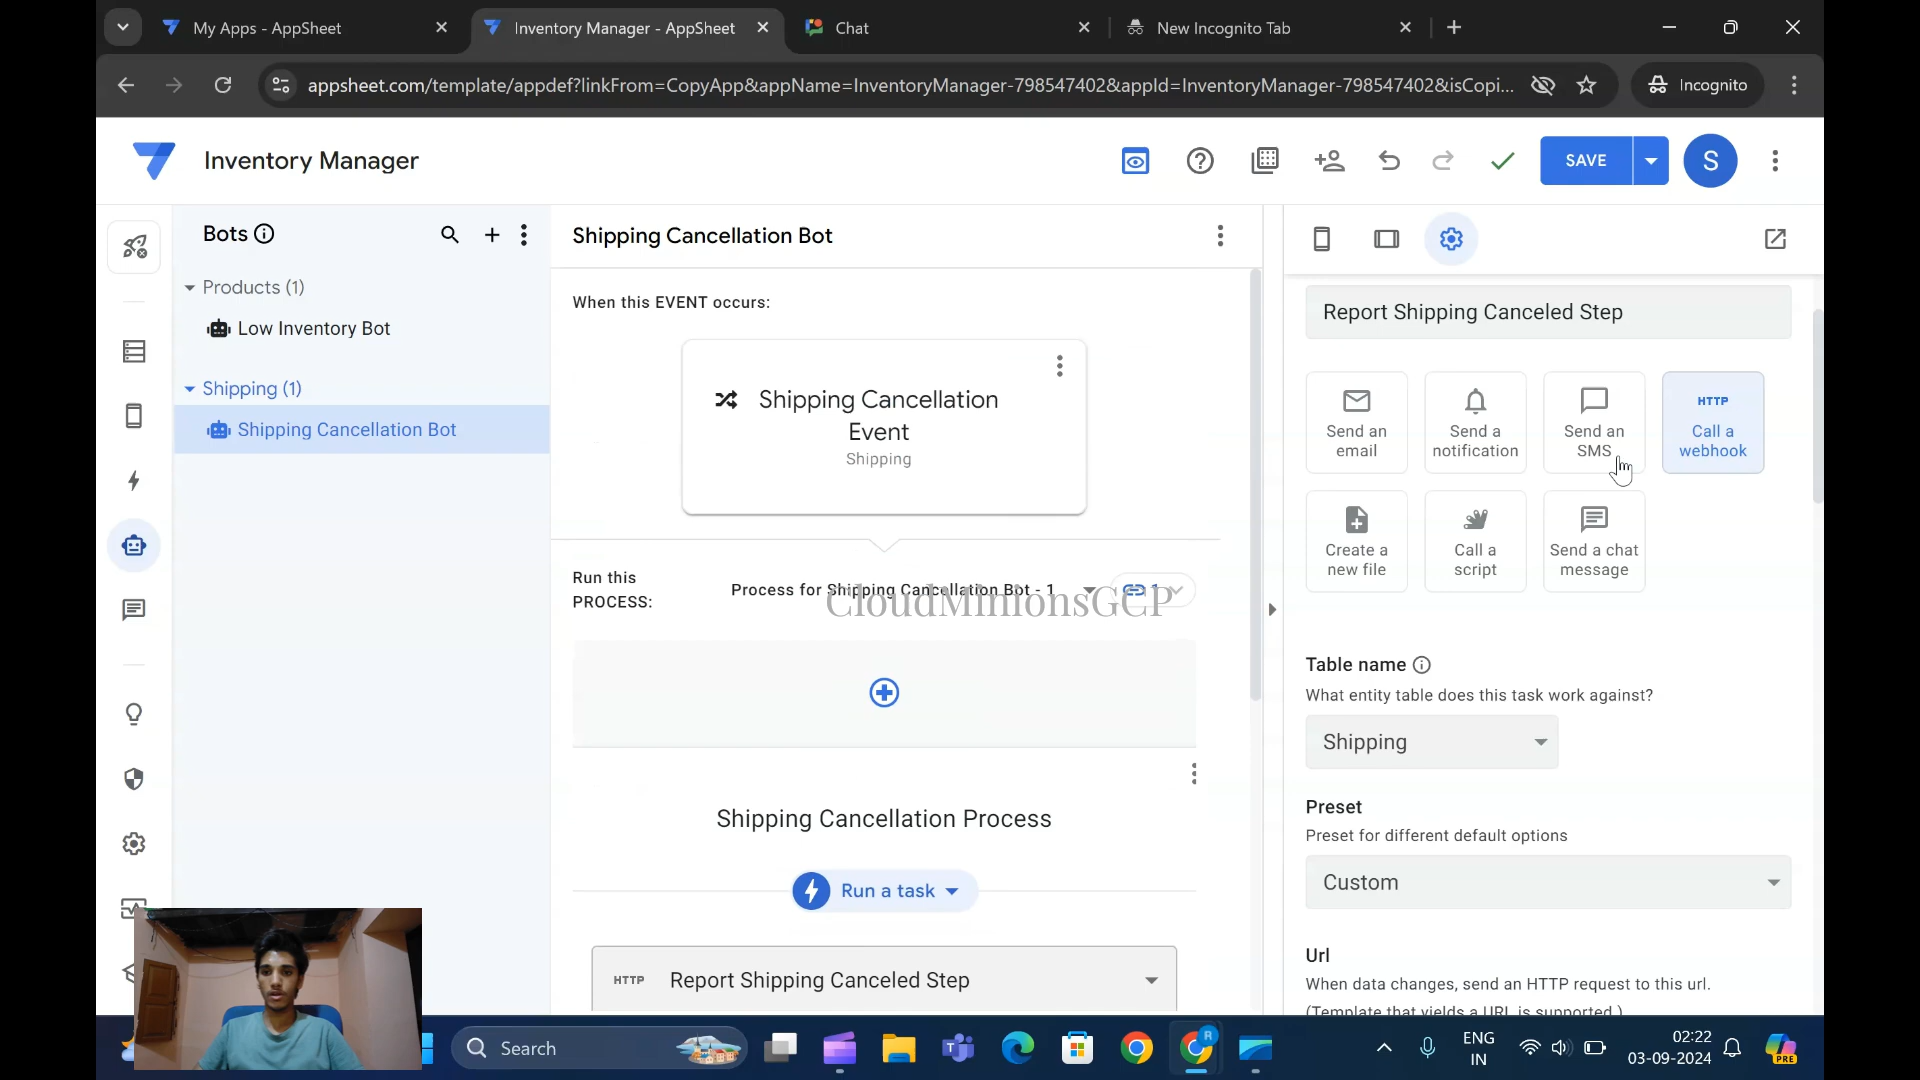 My Apps - AppSheet
Inventory Manager - AppSheet
Chat
New Incognito Tab
appsheet.com/template/appdef?linkFrom=CopyApp&appName=InventoryManager-798547402&appId=InventoryManager-798547402&isCopi...
Incognito
Inventory Manager
SAVE
S
Bots
Products (1)
Low Inventory Bot
Shipping (1)
Shipping Cancellation Bot
Shipping Cancellation Bot
When this EVENT occurs:
Shipping Cancellation
Event
Shipping
Run this
PROCESS:
Process for Shipping Cancellation Bot - 1
1
CloudMinionsGCP
Shipping Cancellation Process
Run a task
HTTP
Report Shipping Canceled Step
Report Shipping Canceled Step
Send an
email
Send a
notification
Send an
SMS
HTTP
Call a
webhook
Create a
new file
Call a
script
Send a chat
message
Table name
What entity table does this task work against?
Shipping
Preset
Preset for different default options
Custom
Url
When data changes, send an HTTP request to this url.
(Template that yields a URL is supported.)
Search
R
ENG
IN
02:22
03-09-2024
PRE